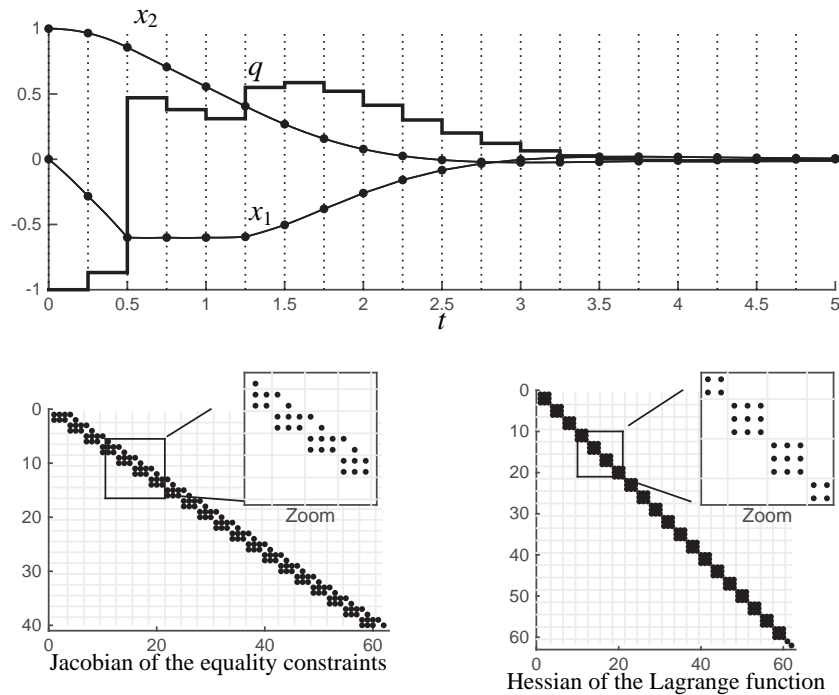 x2
1
q
0.5
0
x1
-0.5
-1
0 0.5 1 1.5 2 2.5 3 3.5 4 4.5 5
t
0
10
20
30
40
0 20 40 60
Zoom
Jacobian of the equality constraints
0
10
20
30
40
50
60
0 20 40 60
Zoom
Hessian of the Lagrange function